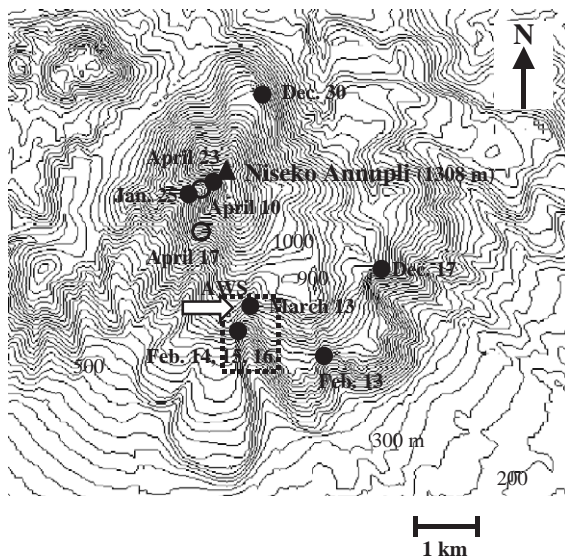 N
Dec. 30
April 23
Niseko Annupli (1308 m)
Jan. 25
April 10
April 17
1000
Dec. 17
900
AWS
March 13
Feb. 14, 15, 16
Feb. 13
500
300 m
200
1 km